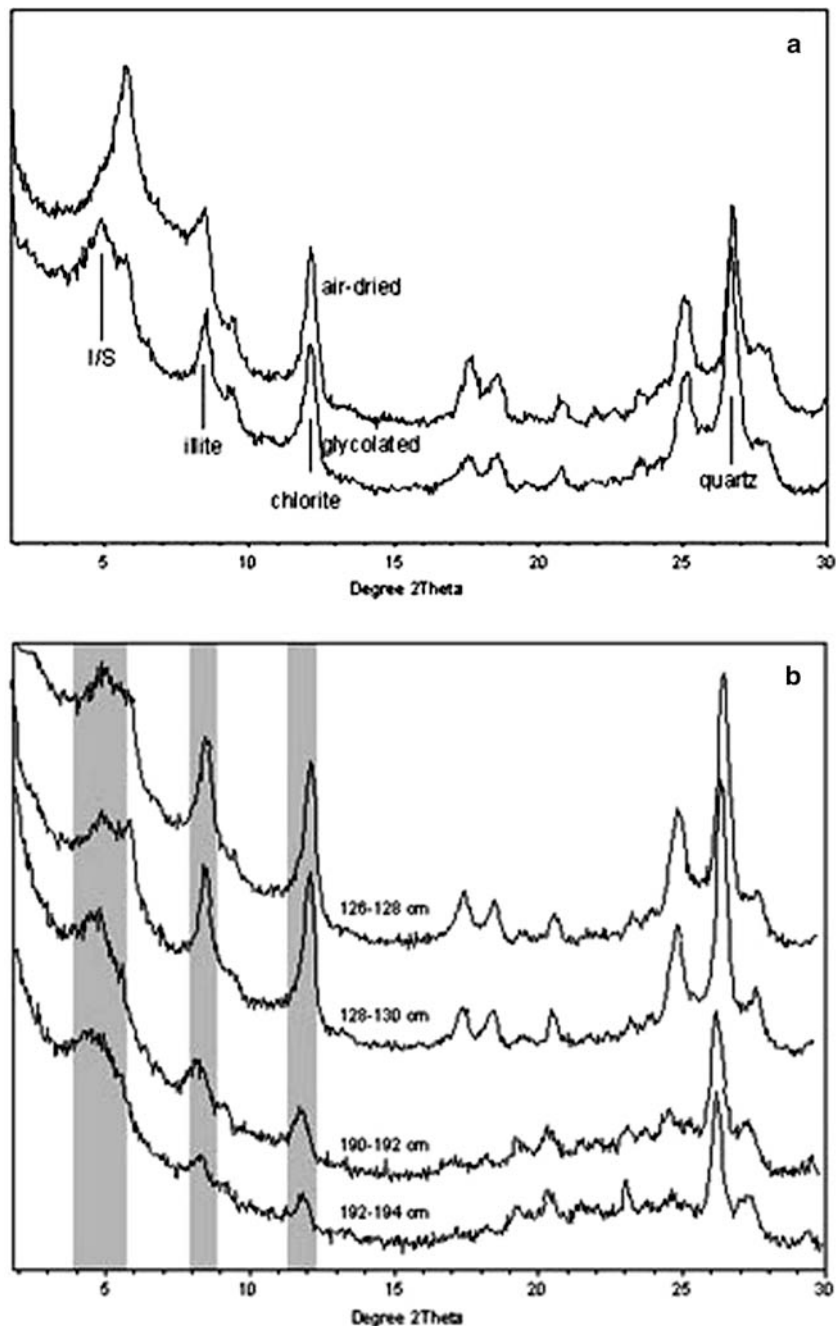 a
air-dried
I/S
illite
glycolated
chlorite
quartz
5 10 15 20 25 30
Degree 2Theta
b
126-128 cm
128-130 cm
190-192 cm
192-194 cm
5 10 15 20 25 30
Degree 2Theta